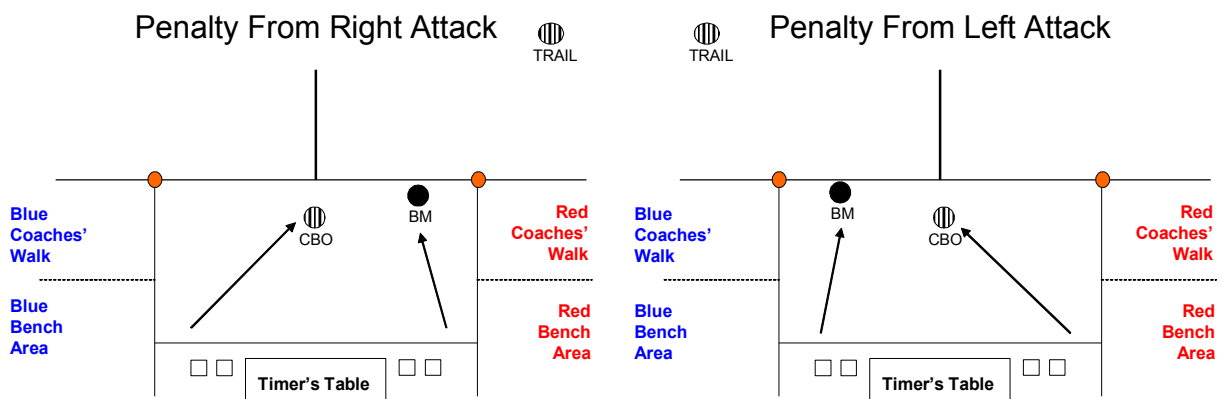 Penalty From Right Attack
TRAIL
BM
CBO
Blue
Coaches'
Walk
Red
Coaches'
Walk
Blue
Bench
Area
Red
Bench
Area
Timer's Table
TRAIL
Penalty From Left Attack
BM
CBO
Blue
Coaches'
Walk
Red
Coaches'
Walk
Blue
Bench
Area
Red
Bench
Area
Timer's Table